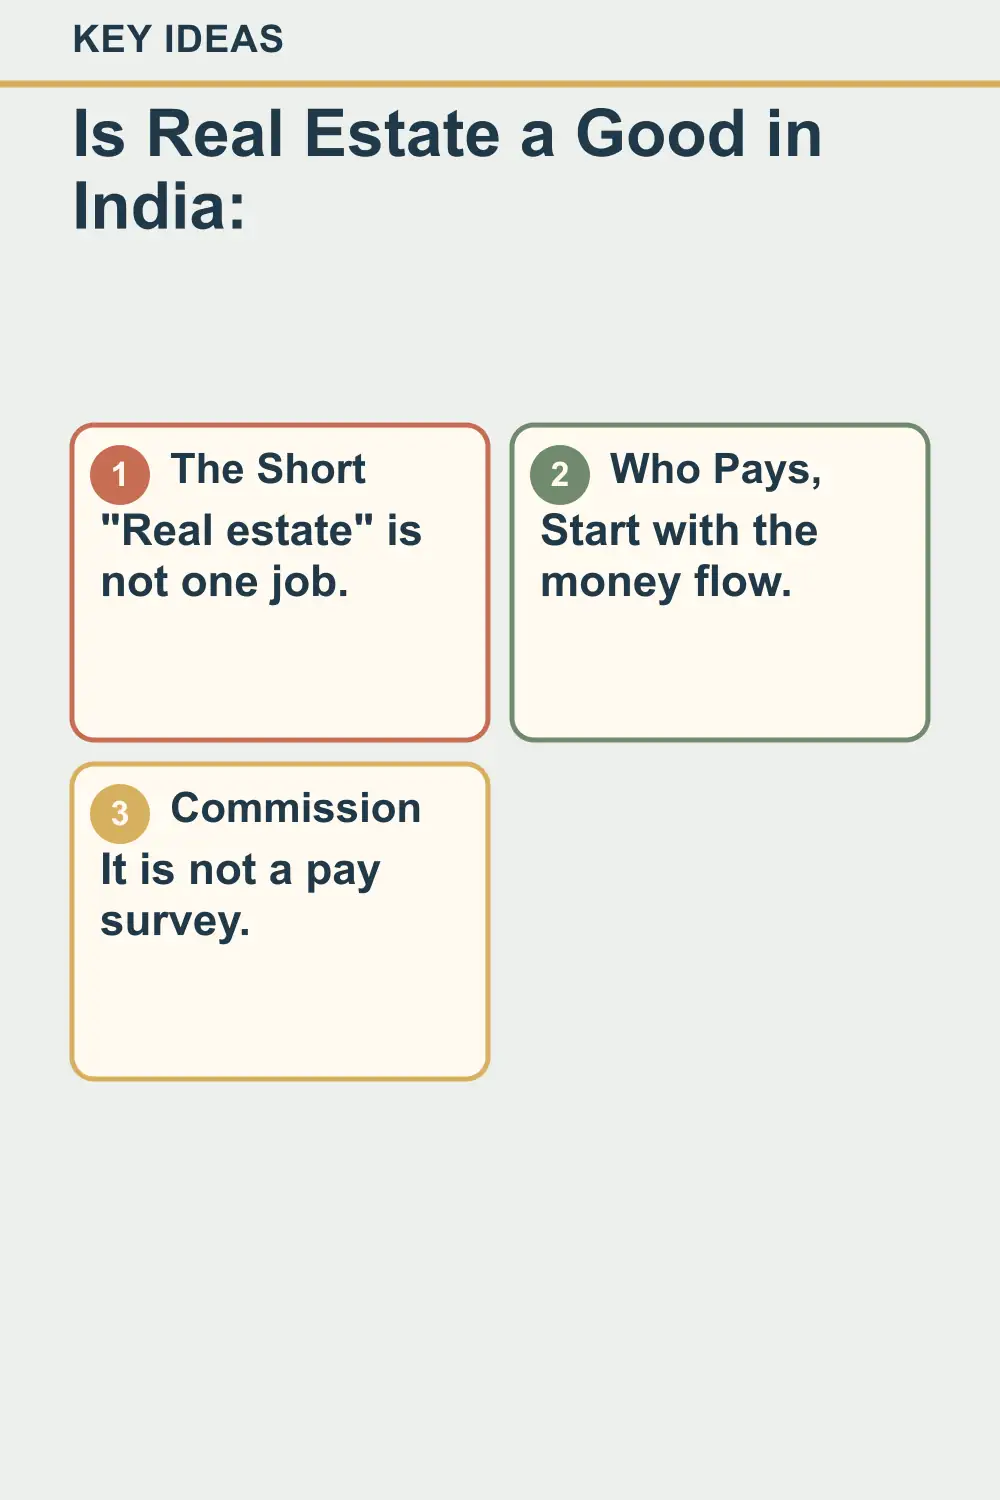 KEY IDEAS
Is Real Estate a Good in
India:
1 The Short
"Real estate" is
not one job.
2 Who Pays,
Start with the
money flow.
3 Commission
It is not a pay
survey.